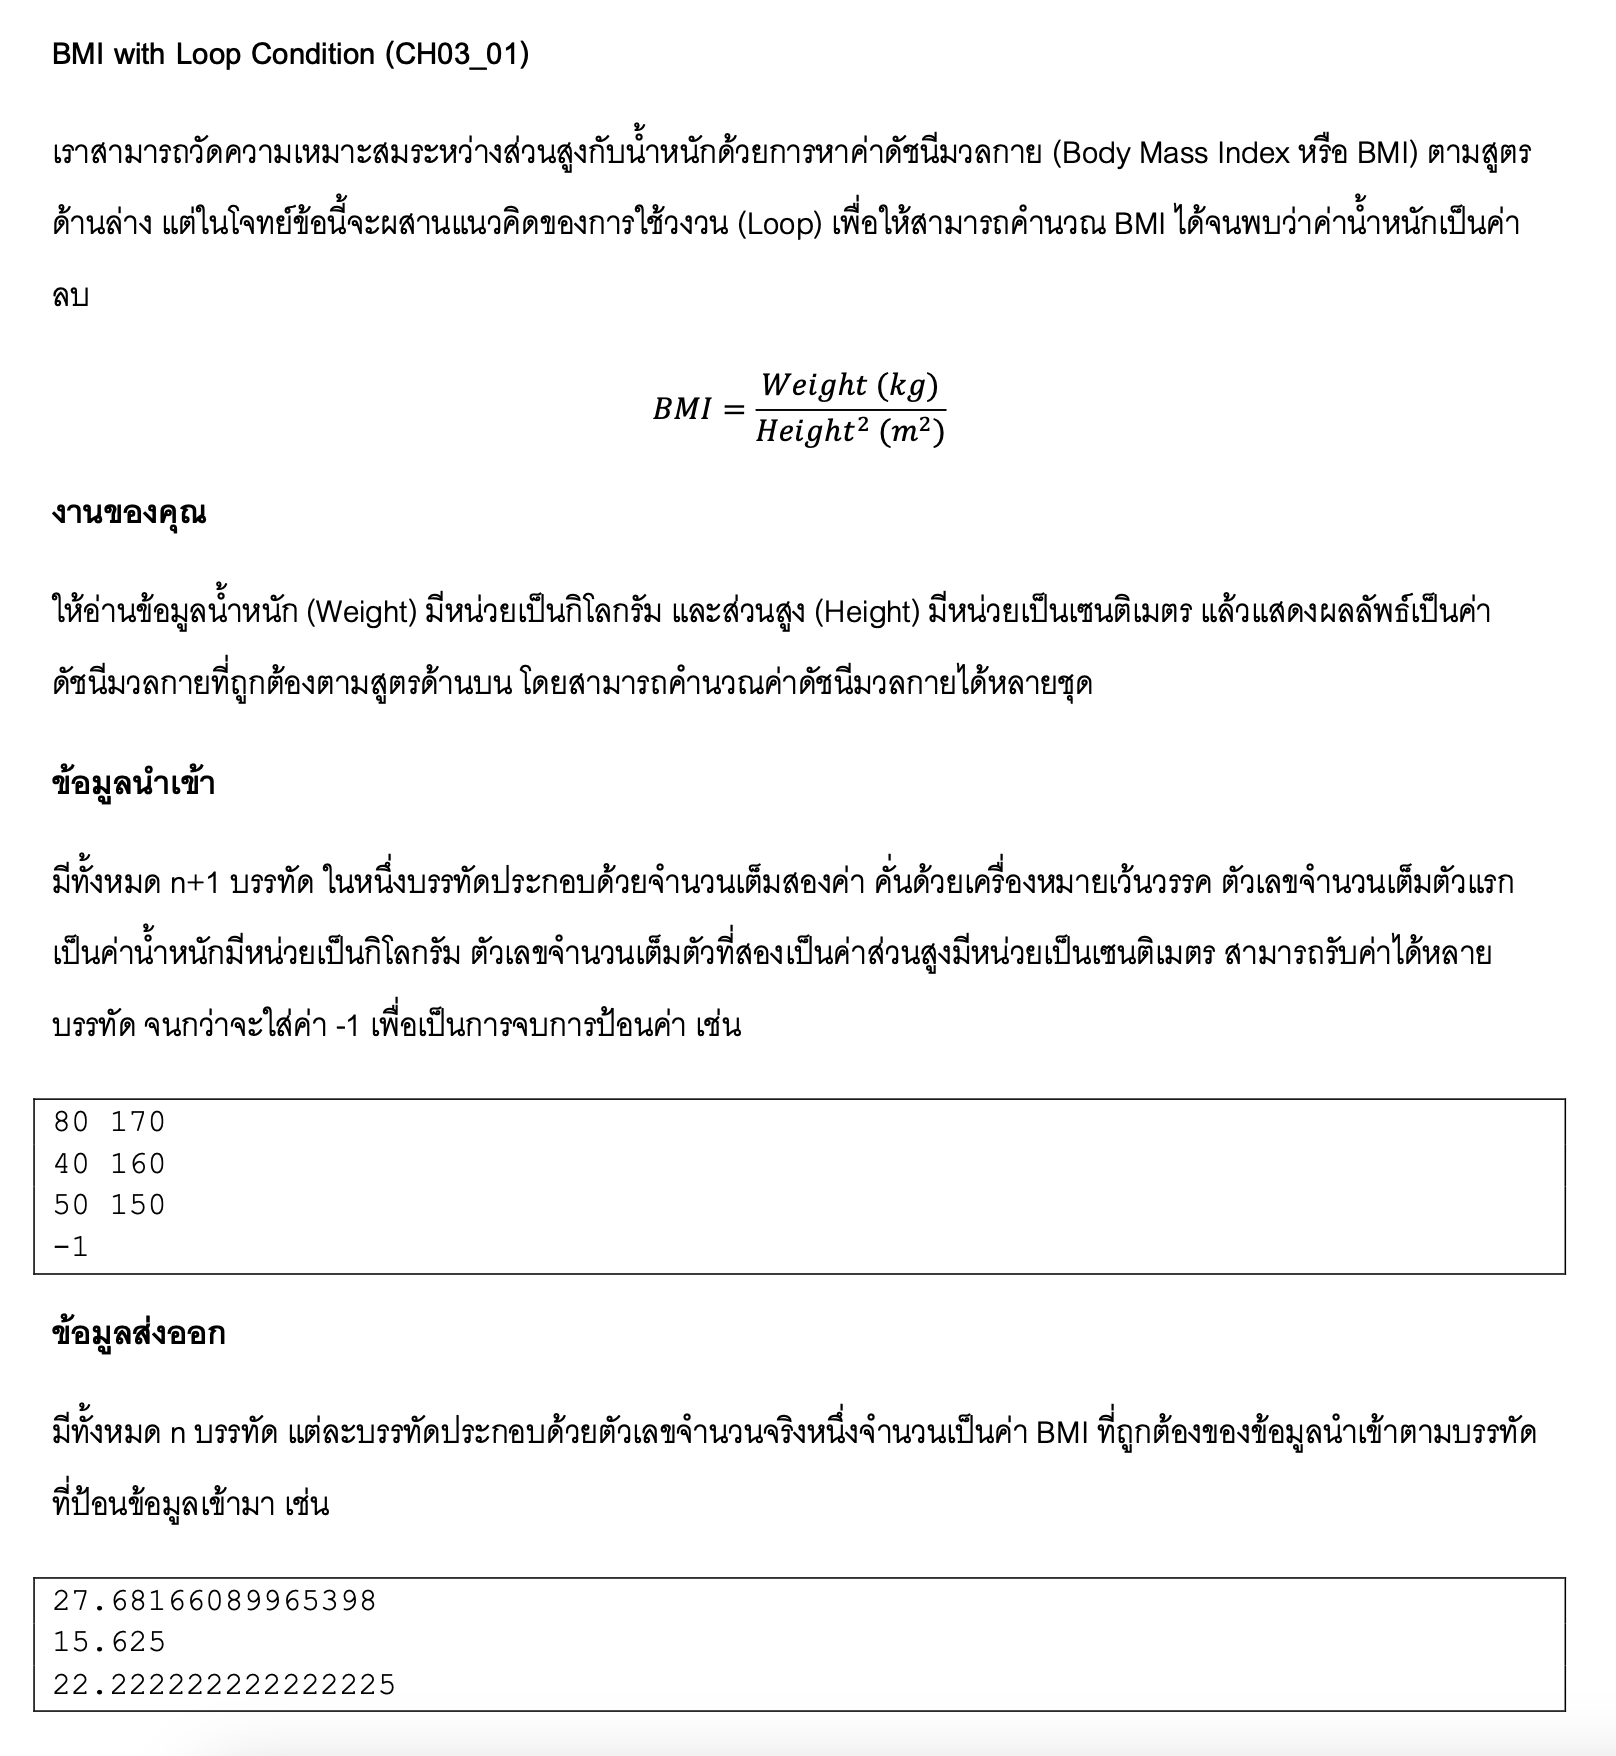 BMI with Loop Condition (CH03_01)
เราสามารถวัดความเหมาะสมระหว่างส่วนสูงกับน้ำหนักด้วยการหาค่าดัชนีมวลกาย (Body Mass Index หรือ BMI) ตามสูตร
ด้านล่าง แต่ในโจทย์ข้อนี้จะผสานแนวคิดของการใช้วงวน (Loop) เพื่อให้สามารถคำนวณ BMI ได้จนพบว่าค่าน้ำหนักเป็นค่า
ลบ
BMI = Weight (kg) / Height² (m²)
งานของคุณ
ให้อ่านข้อมูลน้ำหนัก (Weight) มีหน่วยเป็นกิโลกรัม และส่วนสูง (Height) มีหน่วยเป็นเซนติเมตร แล้วแสดงผลลัพธ์เป็นค่า
ดัชนีมวลกายที่ถูกต้องตามสูตรด้านบน โดยสามารถคำนวณค่าดัชนีมวลกายได้หลายชุด
ข้อมูลนำเข้า
มีทั้งหมด n+1 บรรทัด ในหนึ่งบรรทัดประกอบด้วยจำนวนเต็มสองค่า คั่นด้วยเครื่องหมายเว้นวรรค ตัวเลขจำนวนเต็มตัวแรก
เป็นค่าน้ำหนักมีหน่วยเป็นกิโลกรัม ตัวเลขจำนวนเต็มตัวที่สองเป็นค่าส่วนสูงมีหน่วยเป็นเซนติเมตร สามารถรับค่าได้หลาย
บรรทัด จนกว่าจะใส่ค่า -1 เพื่อเป็นการจบการป้อนค่า เช่น
80 170
40 160
50 150
-1
ข้อมูลส่งออก
มีทั้งหมด n บรรทัด แต่ละบรรทัดประกอบด้วยตัวเลขจำนวนจริงหนึ่งจำนวนเป็นค่า BMI ที่ถูกต้องของข้อมูลนำเข้าตามบรรทัด
ที่ป้อนข้อมูลเข้ามา เช่น
27.68166089965398
15.625
22.222222222222225